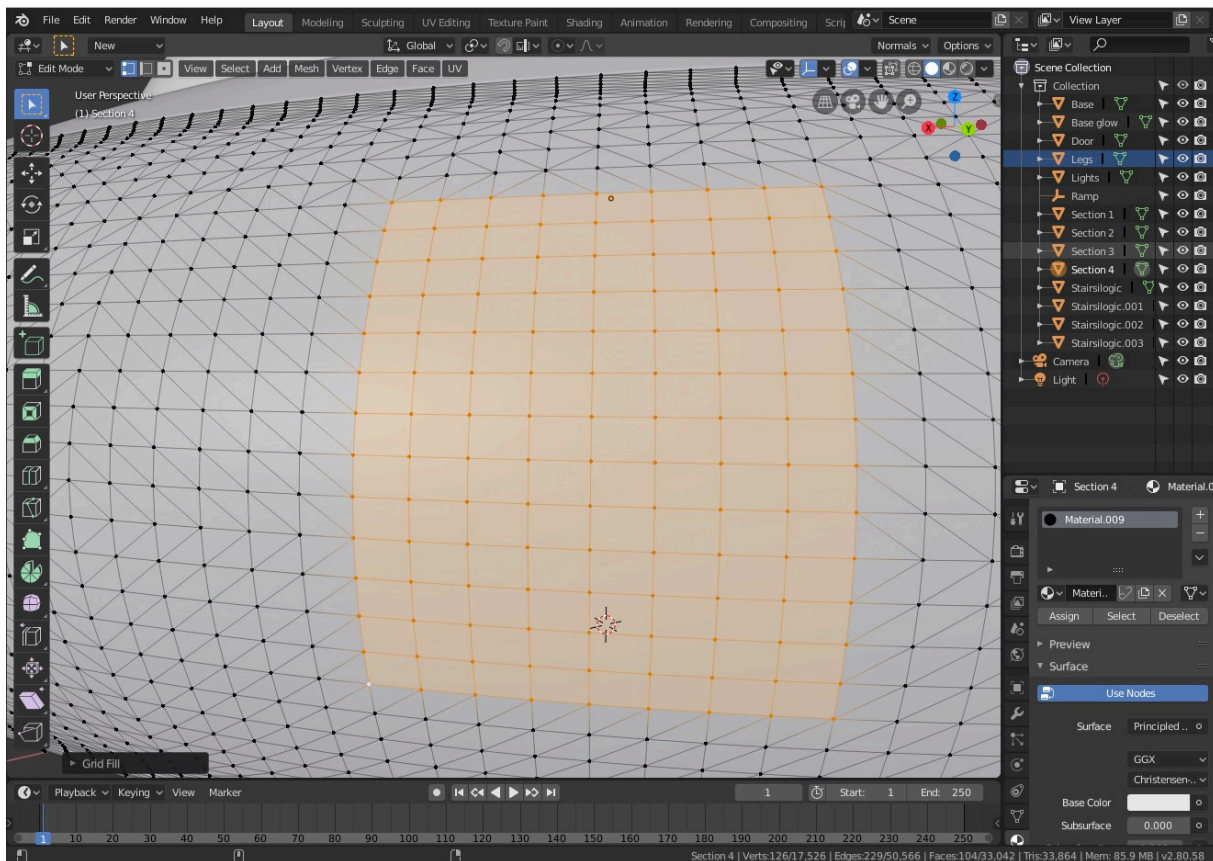 File Edit Render Window Help Layout Modeling Sculpting UV Editing Texture Paint Shading Animation Rendering Compositing Scrip Scene View Layer
New Global Normals Options
Edit Mode View Select Add Mesh Vertex Edge Face UV
User Perspective
(1) Section 4
Z
X
Y
Grid Fill
Scene Collection
Collection
Base
Base glow
Door
Legs
Lights
Ramp
Section 1
Section 2
Section 3
Section 4
Stairsilogic
Stairsilogic.001
Stairsilogic.002
Stairsilogic.003
Camera
Light
Section 4 Material.0
Material.009
Materi..
Assign Select Deselect
Preview
Surface
Use Nodes
Surface Principled ..
GGX
Christensen-..
Base Color
Subsurface 0.000
Playback Keying View Marker 1 Start: 1 End: 250
1 10 20 30 40 50 60 70 80 90 100 110 120 130 140 150 160 170 180 190 200 210 220 230 240 250
Section 4 | Verts:126/17,526 | Edges:229/50,566 | Faces:104/33,042 | Tris:33,864 | Mem: 85.9 MB | v2.80.58